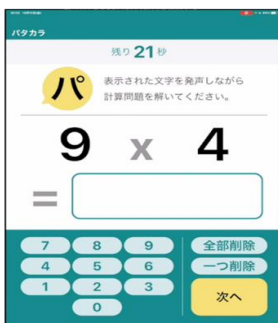 パタカラ
残り21秒
パ
表示された文字を発声しながら
計算問題を解いてください。
9 x 4
=
7 8 9 全部削除
4 5 6 一つ削除
1 2 3
0 次へ